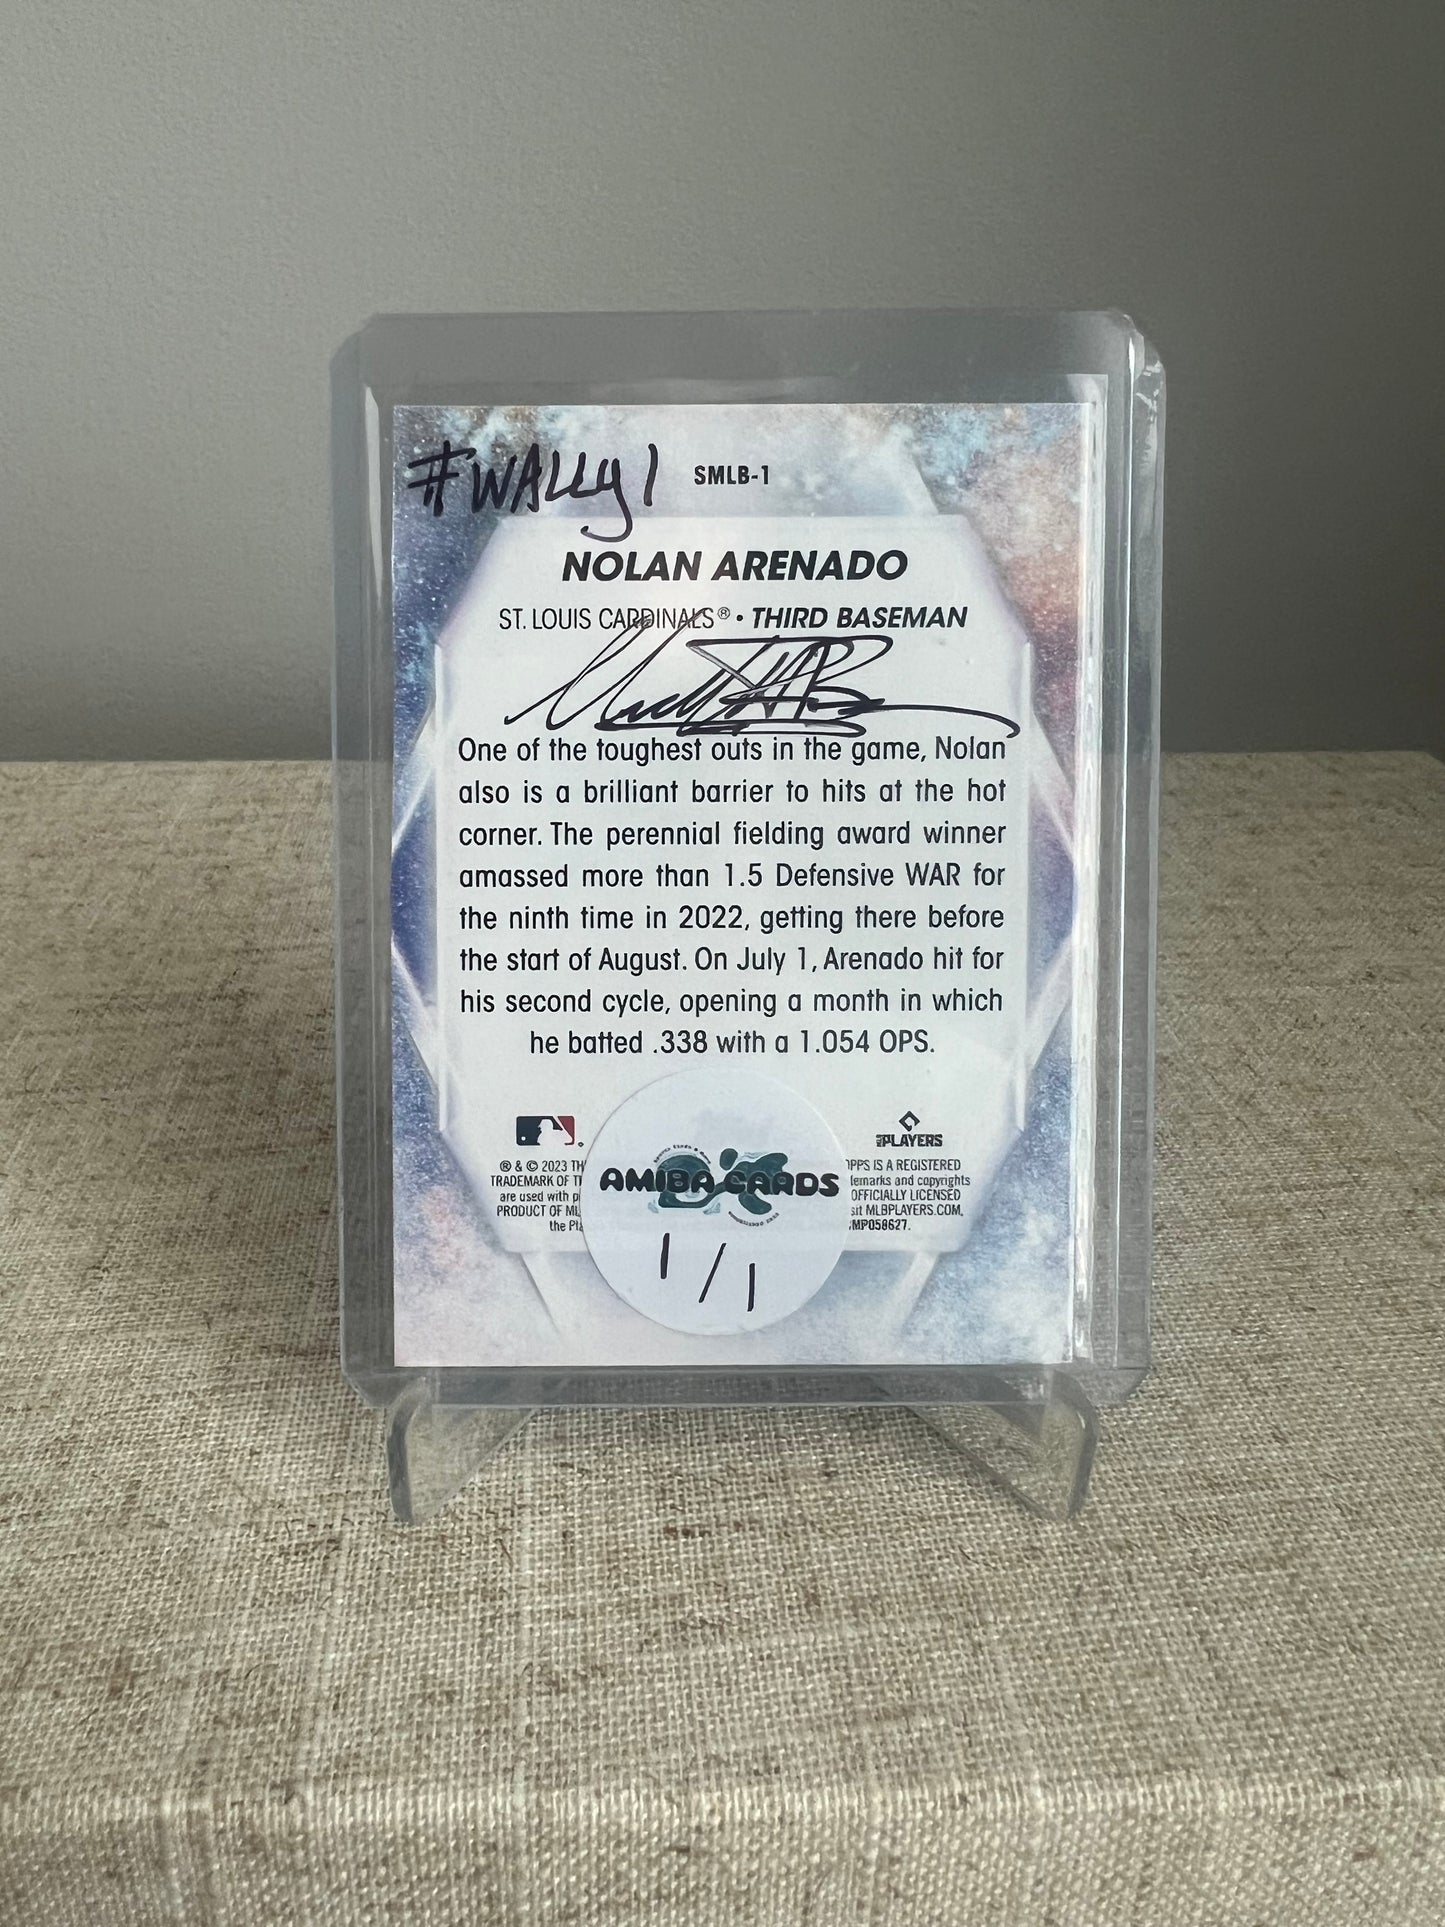 #WALLY1 SMLB-1
NOLAN ARENADO
ST. LOUIS CARDINALS® • THIRD BASEMAN
One of the toughest outs in the game, Nolan
also is a brilliant barrier to hits at the hot
corner. The perennial fielding award winner
amassed more than 1.5 Defensive WAR for
the ninth time in 2022, getting there before
the start of August. On July 1, Arenado hit for
his second cycle, opening a month in which
he batted .338 with a 1.054 OPS.
PLAYERS
® & © 2023 TH
TRADEMARK OF T
are used with p
PRODUCT OF ML
the Pla
OPPS IS A REGISTERED
demarks and copyrights
OFFICIALLY LICENSED
sit MLBPLAYERS.COM,
CMP058627.
AMIBA CARDS
1/1